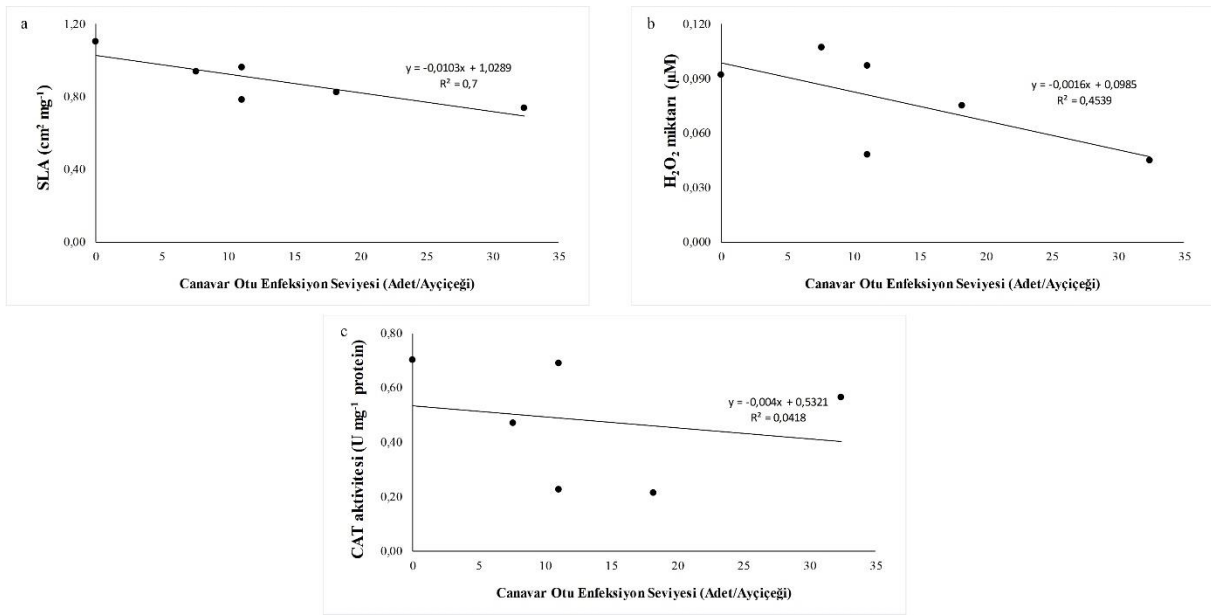 a
1,20
0,80
0,40
0,00
SLA (cm² mg⁻¹)
y = -0,0103x + 1,0289
R² = 0,7
0 5 10 15 20 25 30 35
Canavar Otu Enfeksiyon Seviyesi (Adet/Ayçiçeği)
b
0,120
0,090
0,060
0,030
0,000
H₂O₂ miktarı (µM)
y = -0,0016x + 0,0985
R² = 0,4539
0 5 10 15 20 25 30 35
Canavar Otu Enfeksiyon Seviyesi (Adet/Ayçiçeği)
c
0,80
0,60
0,40
0,20
0,00
CAT aktivitesi (U mg⁻¹ protein)
y = -0,004x + 0,5321
R² = 0,0418
0 5 10 15 20 25 30 35
Canavar Otu Enfeksiyon Seviyesi (Adet/Ayçiçeği)